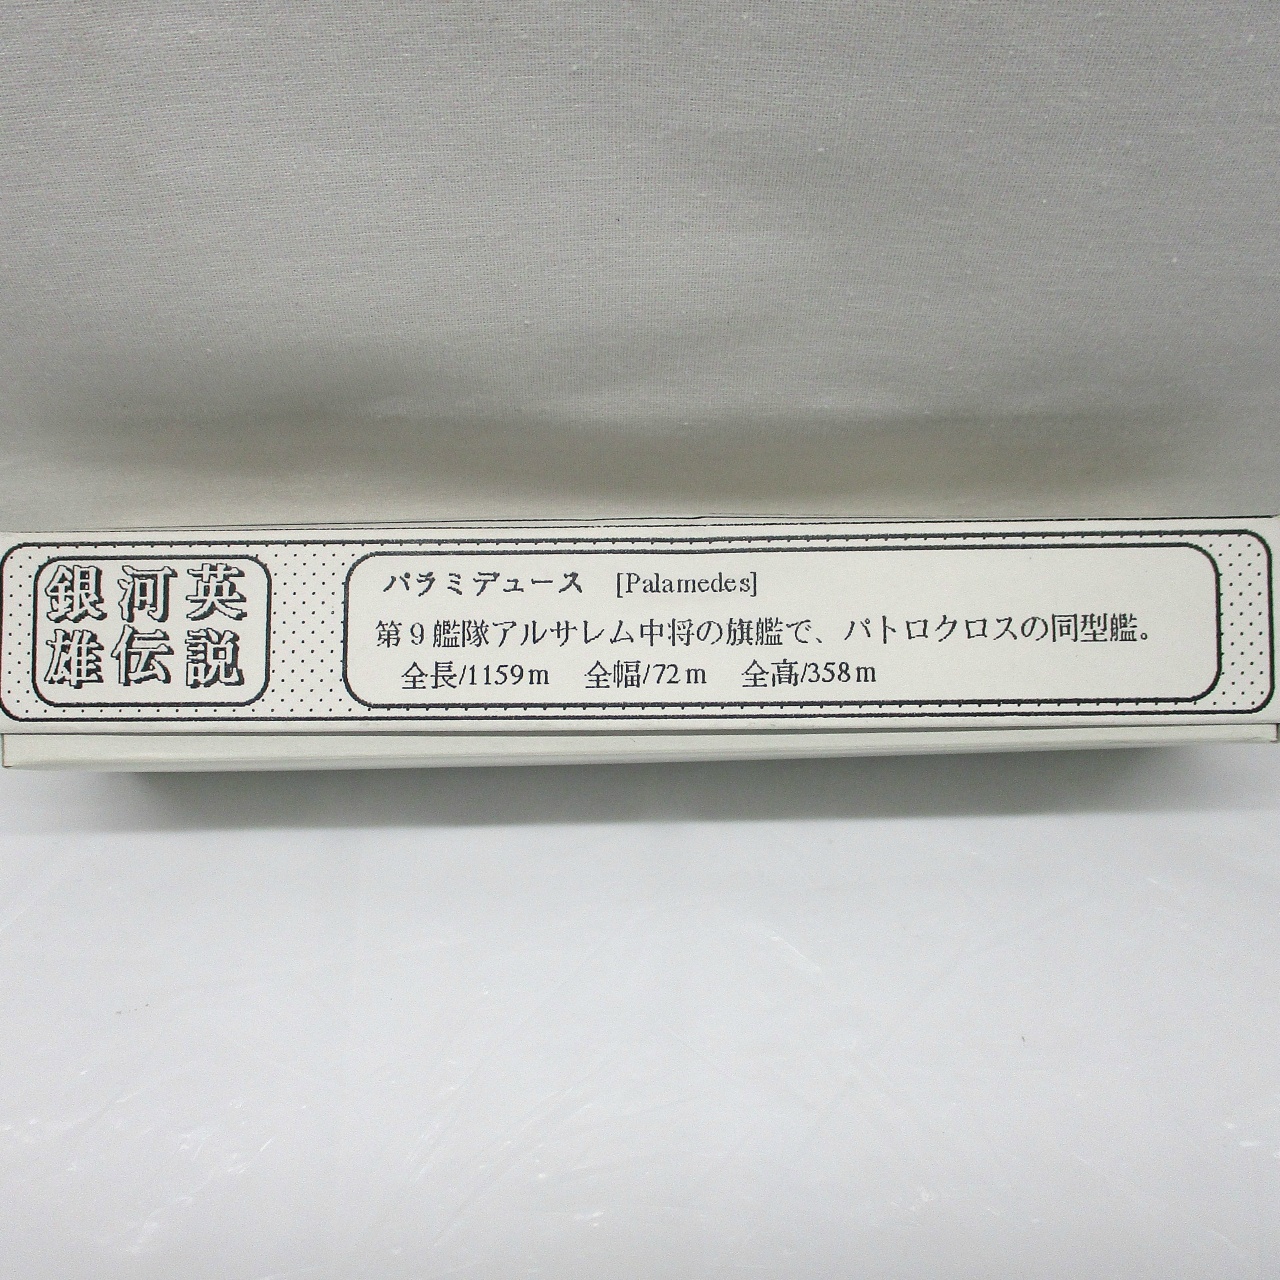 銀河英
雄伝説
パラミデュース [Palamedes]
第9艦隊アルサレム中将の旗艦で、パトロクロスの同型艦。
全長/1159m 全幅/72m 全高/358m